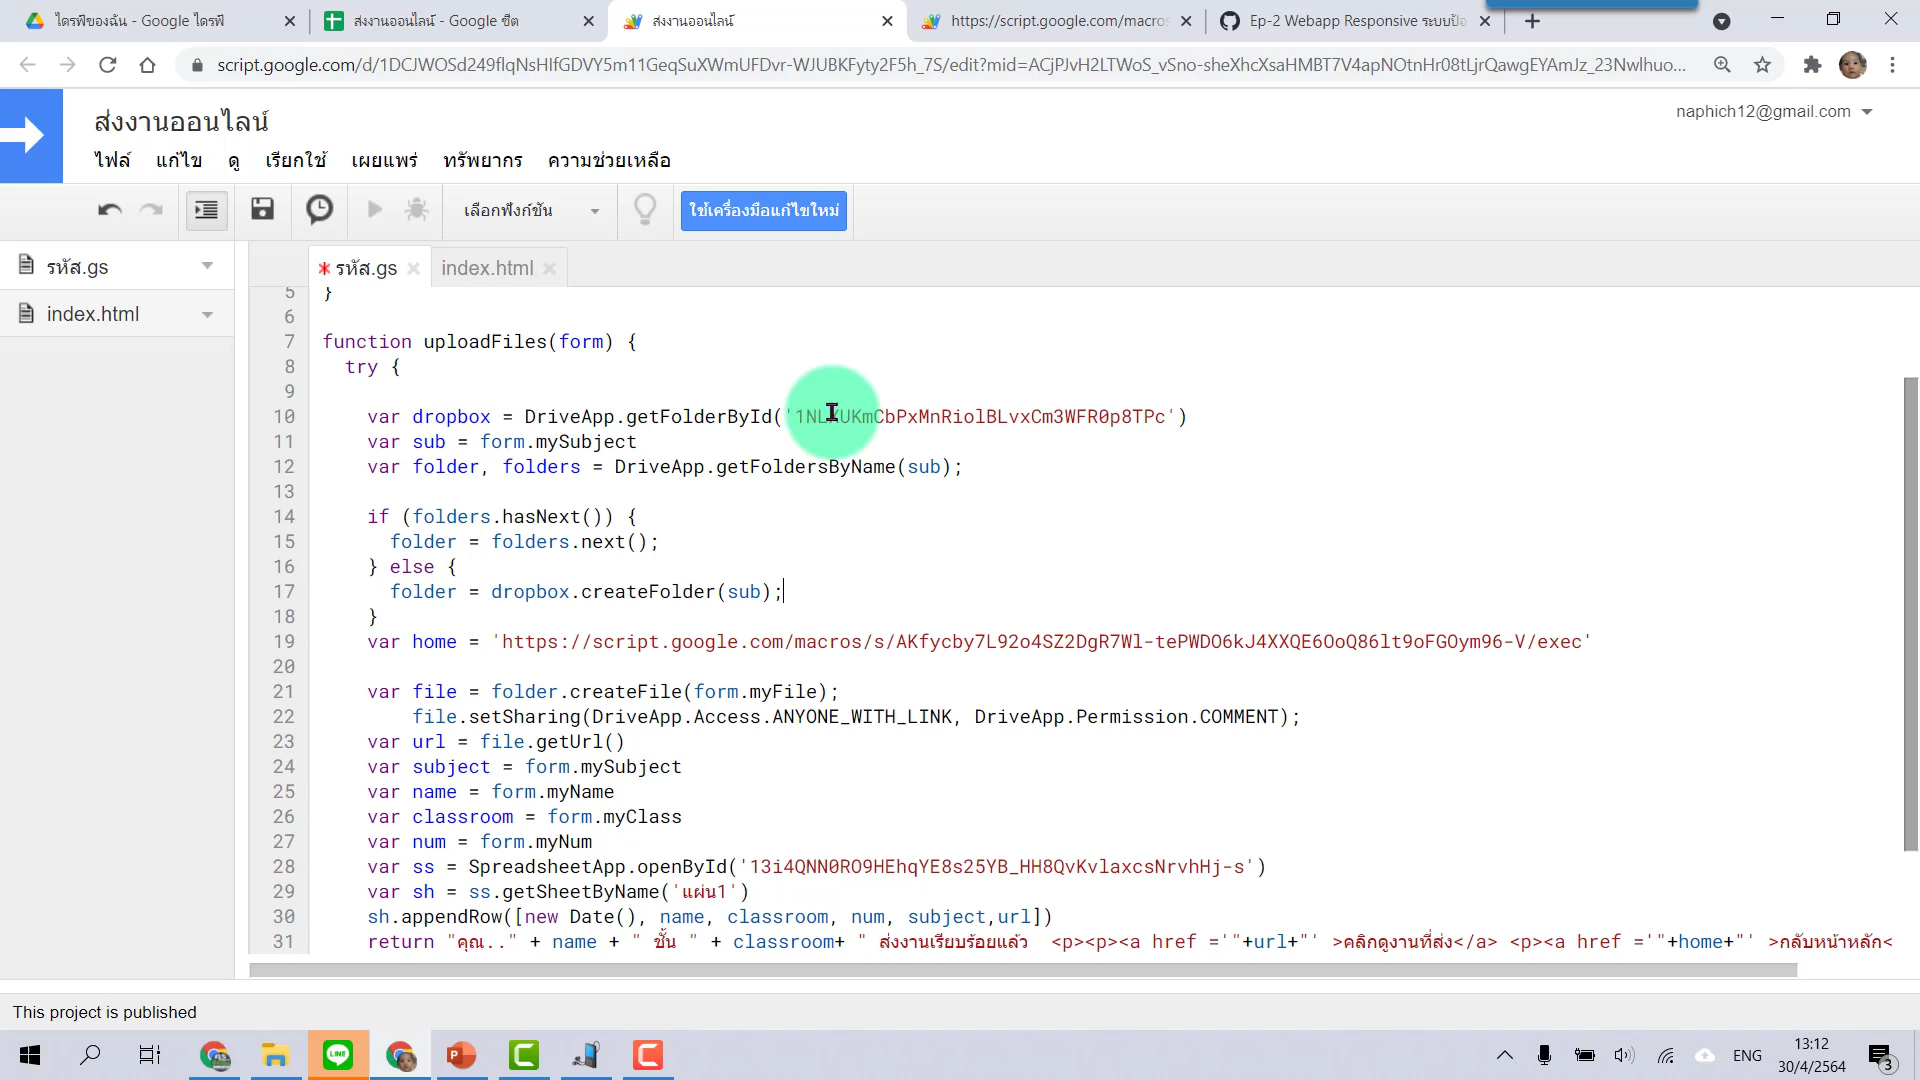 ไดรฟ์ของฉัน - Google ไดรฟ์
ส่งงานออนไลน์ - Google ชีต
ส่งงานออนไลน์
https://script.google.com/macros
Ep-2 Webapp Responsive ระบบป้อ
script.google.com/d/1DCJWOSd249flqNsHIfGDVY5m11GeqSuXWmUFDvr-WJUBKFyty2F5h_7S/edit?mid=ACjPJvH2LTWoS_vSno-sheXhcXsaHMBT7V4apNOtnHr08tLjrQawgEYAmJz_23Nwlhuo...
ส่งงานออนไลน์
naphich12@gmail.com
ไฟล์ แก้ไข ดู เรียกใช้ เผยแพร่ ทรัพยากร ความช่วยเหลือ
เลือกฟังก์ชัน
ใช้เครื่องมือแก้ไขใหม่
รหัส.gs
index.html
* รหัส.gs
index.html
5 }
6
7 function uploadFiles(form) {
8 try {
9
10 var dropbox = DriveApp.getFolderById('1NLXUKmCbPxMnRiolBLvxCm3WFR0p8TPc')
11 var sub = form.mySubject
12 var folder, folders = DriveApp.getFoldersByName(sub);
13
14 if (folders.hasNext()) {
15 folder = folders.next();
16 } else {
17 folder = dropbox.createFolder(sub);
18 }
19 var home = 'https://script.google.com/macros/s/AKfycby7L92o4SZ2DgR7Wl-tePWDO6kJ4XXQE6OoQ86lt9oFGOym96-V/exec'
20
21 var file = folder.createFile(form.myFile);
22 file.setSharing(DriveApp.Access.ANYONE_WITH_LINK, DriveApp.Permission.COMMENT);
23 var url = file.getUrl()
24 var subject = form.mySubject
25 var name = form.myName
26 var classroom = form.myClass
27 var num = form.myNum
28 var ss = SpreadsheetApp.openById('13i4QNN0RO9HEhqYE8s25YB_HH8QvKvlaxcsNrvhHj-s')
29 var sh = ss.getSheetByName('แผ่น1')
30 sh.appendRow([new Date(), name, classroom, num, subject,url])
31 return "คุณ.." + name + " ชั้น " + classroom+ " ส่งงานเรียบร้อยแล้ว <p><p><a href ='"+url+"' >คลิกดูงานที่ส่ง</a> <p><a href ='"+home+"' >กลับหน้าหลัก<
This project is published
LINE
ENG
13:12
30/4/2564
3